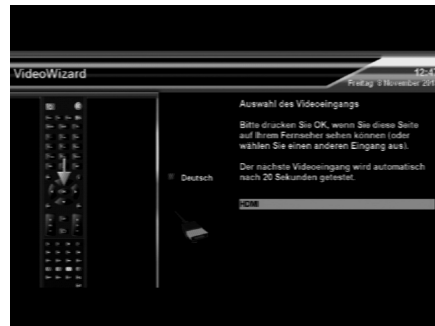 VideoWizard
12:4
Freitag 8 November 201
Auswahl des Videoeingangs
Bitte drücken Sie OK, wenn Sie diese Seite
auf Ihrem Fernseher sehen können (oder
wählen Sie einen anderen Eingang aus).
Der nächste Videoeingang wird automatisch
nach 20 Sekunden getestet.
Deutsch
HDMI